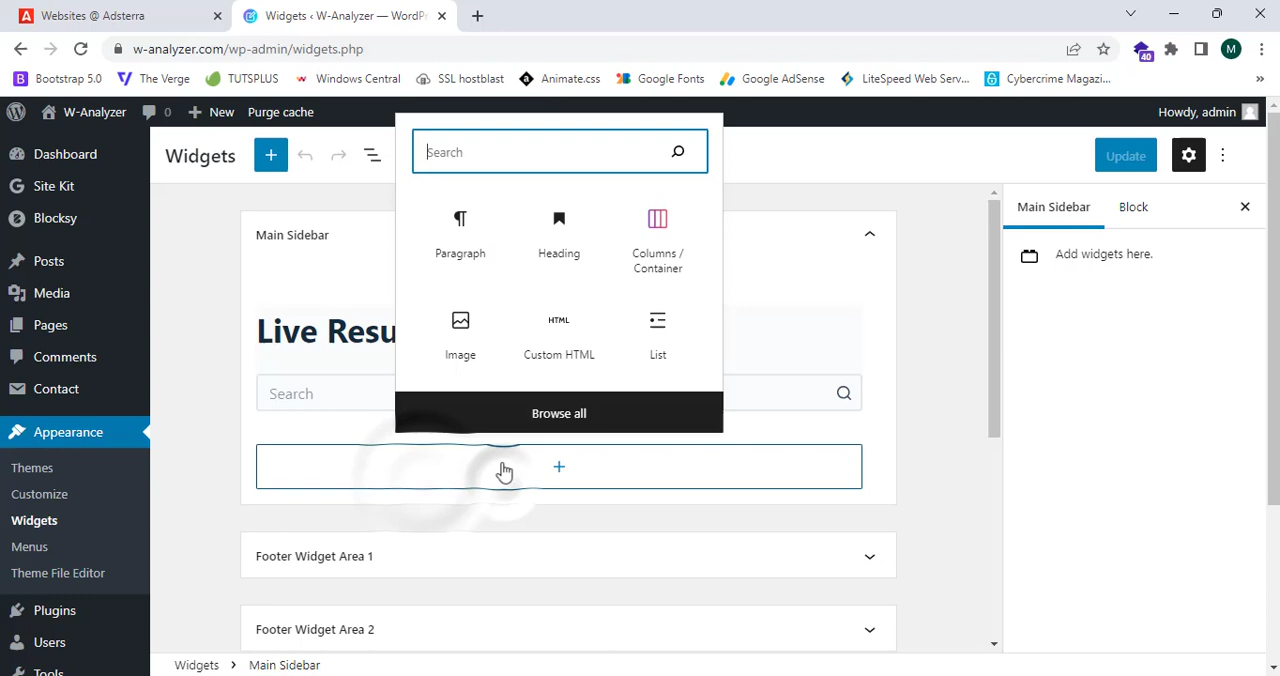 Websites @ Adsterra
Widgets ‹ W-Analyzer — WordPr
w-analyzer.com/wp-admin/widgets.php
M
40
B Bootstrap 5.0 The Verge TUTSPLUS Windows Central SSL hostblast Animate.css Google Fonts Google AdSense LiteSpeed Web Serv... Cybercrime Magazi... »
W-Analyzer 0 New Purge cache Howdy, admin
Dashboard
Site Kit
Blocksy
Posts
Media
Pages
Comments
Contact
Appearance
Themes
Customize
Widgets
Menus
Theme File Editor
Plugins
Users
Tools
Widgets
Update
Main Sidebar
Live Resu
Search
Search
Paragraph
Heading
Columns /
Container
Image
HTML
Custom HTML
List
Browse all
Footer Widget Area 1
Footer Widget Area 2
Main Sidebar Block
Add widgets here.
Widgets > Main Sidebar